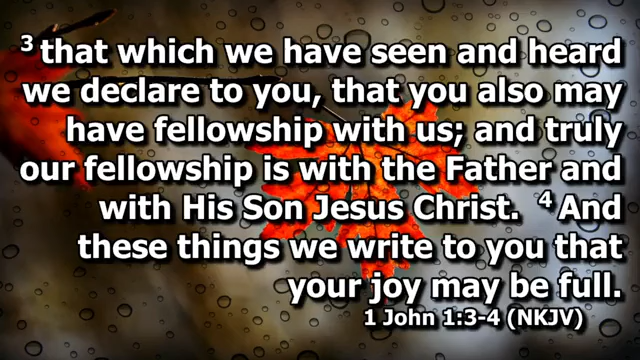 3 that which we have seen and heard
we declare to you, that you also may
have fellowship with us; and truly
our fellowship is with the Father and
with His Son Jesus Christ. 4 And
these things we write to you that
your joy may be full.
1 John 1:3-4 (NKJV)